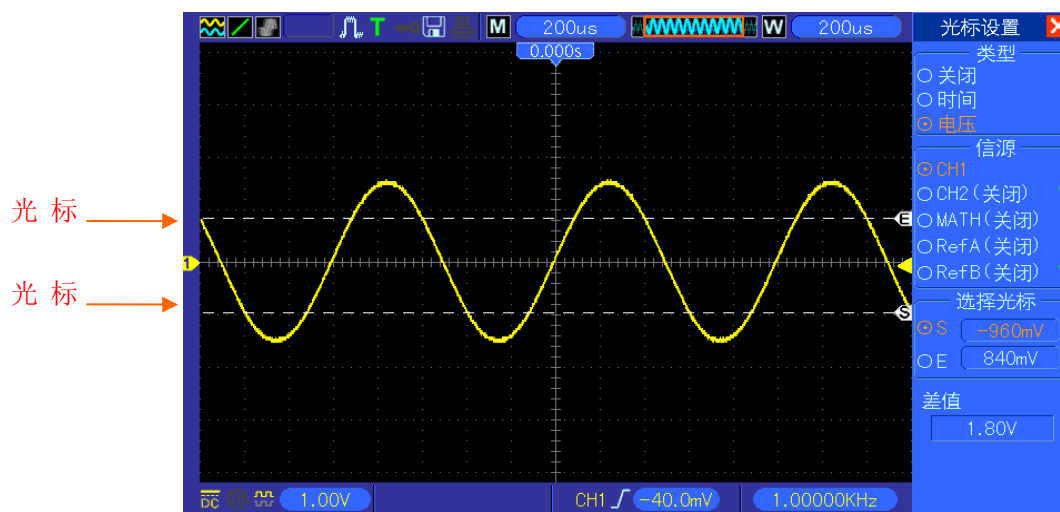 M 200us W 200us 光标设置
0.000s
类型
关闭
时间
电压
信源
CH1
CH2(关闭)
MATH(关闭)
RefA(关闭)
RefB(关闭)
选择光标
S -960mV
E 840mV
差值
1.80V
光 标
光 标
T
E
1
S
DC 1.00V CH1 -40.0mV 1.00000KHz